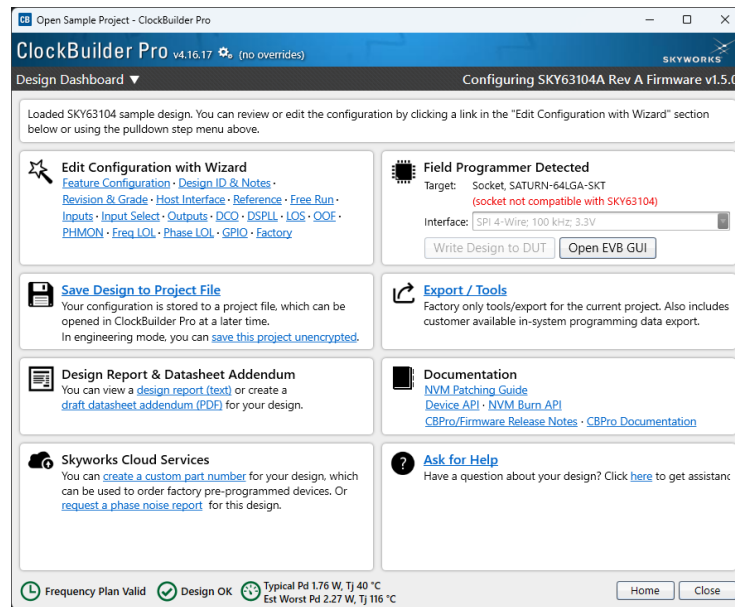 CB Open Sample Project - ClockBuilder Pro
ClockBuilder Pro v4.16.17 (no overrides)
SKYWORKS
Design Dashboard ▼
Configuring SKY63104A Rev A Firmware v1.5.0
Loaded SKY63104 sample design. You can review or edit the configuration by clicking a link in the "Edit Configuration with Wizard" section
below or using the pulldown step menu above.
Edit Configuration with Wizard
Feature Configuration · Design ID & Notes ·
Revision & Grade · Host Interface · Reference · Free Run ·
Inputs · Input Select · Outputs · DCO · DSPLL · LOS · OOF ·
PHMON · Freq LOL · Phase LOL · GPIO · Factory
Field Programmer Detected
Target: Socket, SATURN-64LGA-SKT
(socket not compatible with SKY63104)
Interface: SPI 4-Wire; 100 kHz; 3.3V
Write Design to DUT
Open EVB GUI
Save Design to Project File
Your configuration is stored to a project file, which can be
opened in ClockBuilder Pro at a later time.
In engineering mode, you can save this project unencrypted.
Export / Tools
Factory only tools/export for the current project. Also includes
customer available in-system programming data export.
Design Report & Datasheet Addendum
You can view a design report (text) or create a
draft datasheet addendum (PDF) for your design.
Documentation
NVM Patching Guide
Device API · NVM Burn API
CBPro/Firmware Release Notes · CBPro Documentation
Skyworks Cloud Services
You can create a custom part number for your design, which
can be used to order factory pre-programmed devices. Or
request a phase noise report for this design.
? Ask for Help
Have a question about your design? Click here to get assistanc
Frequency Plan Valid
Design OK
Typical Pd 1.76 W, Tj 40 °C
Est Worst Pd 2.27 W, Tj 116 °C
Home
Close